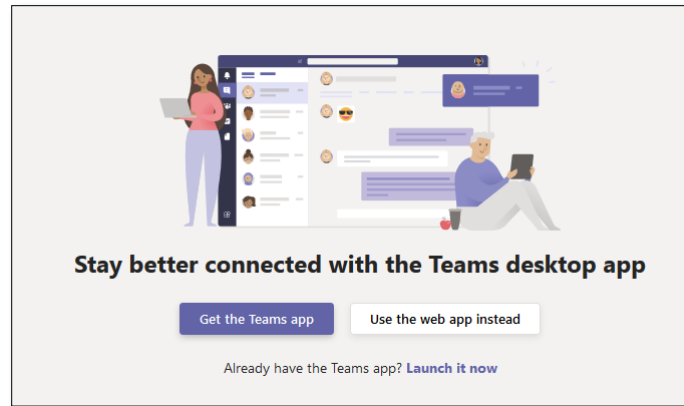 Stay better connected with the Teams desktop app
Get the Teams app
Use the web app instead
Already have the Teams app? Launch it now